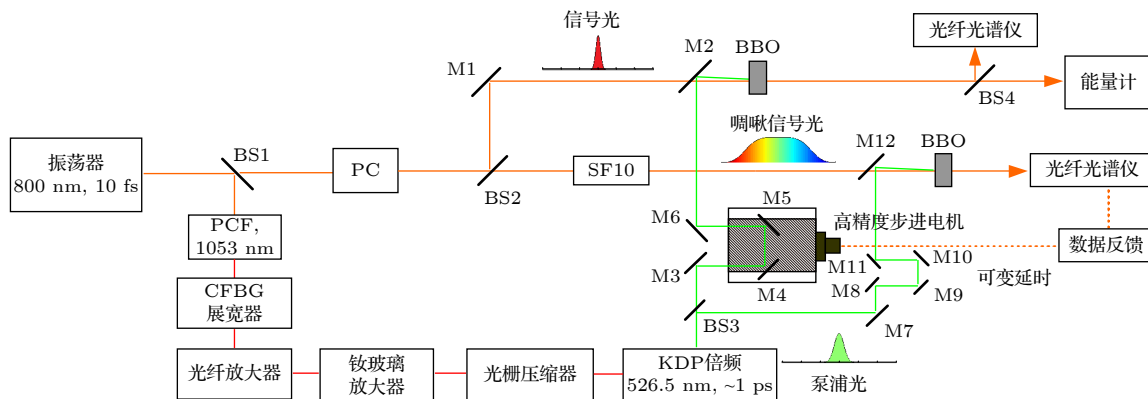 信号光
光纤光谱仪
M1
M2
BBO
BS4
能量计
振荡器
800 nm, 10 fs
BS1
PC
BS2
SF10
啁啾信号光
M12
BBO
光纤光谱仪
PCF,
1053 nm
M6
M5
高精度步进电机
数据反馈
M3
M4
M11
M10
M8
M9
可变延时
CFBG
展宽器
BS3
M7
光纤放大器
钕玻璃
放大器
光栅压缩器
KDP倍频
526.5 nm, ~1 ps
泵浦光